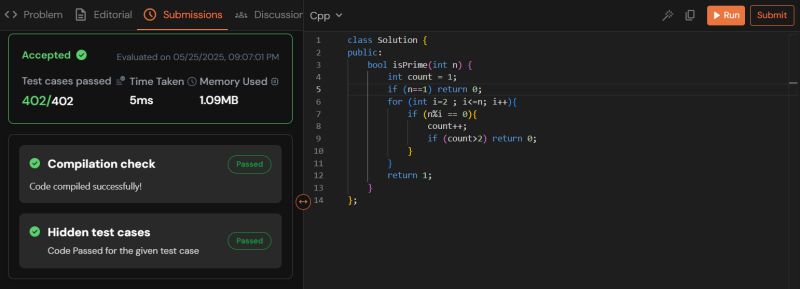 <> Problem Editorial Submissions Discussion
Accepted
Evaluated on 05/25/2025, 09:07:01 PM
Test cases passed Time Taken Memory Used
402/402 5ms 1.09MB
Compilation check
Passed
Code compiled successfully!
Hidden test cases
Passed
Code Passed for the given test case
Cpp
Run
Submit
1 class Solution {
2 public:
3 bool isPrime(int n) {
4 int count = 1;
5 if (n==1) return 0;
6 for (int i=2 ; i<=n; i++){
7 if (n%i == 0){
8 count++;
9 if (count>2) return 0;
10 }
11 }
12 return 1;
13 }
14 };